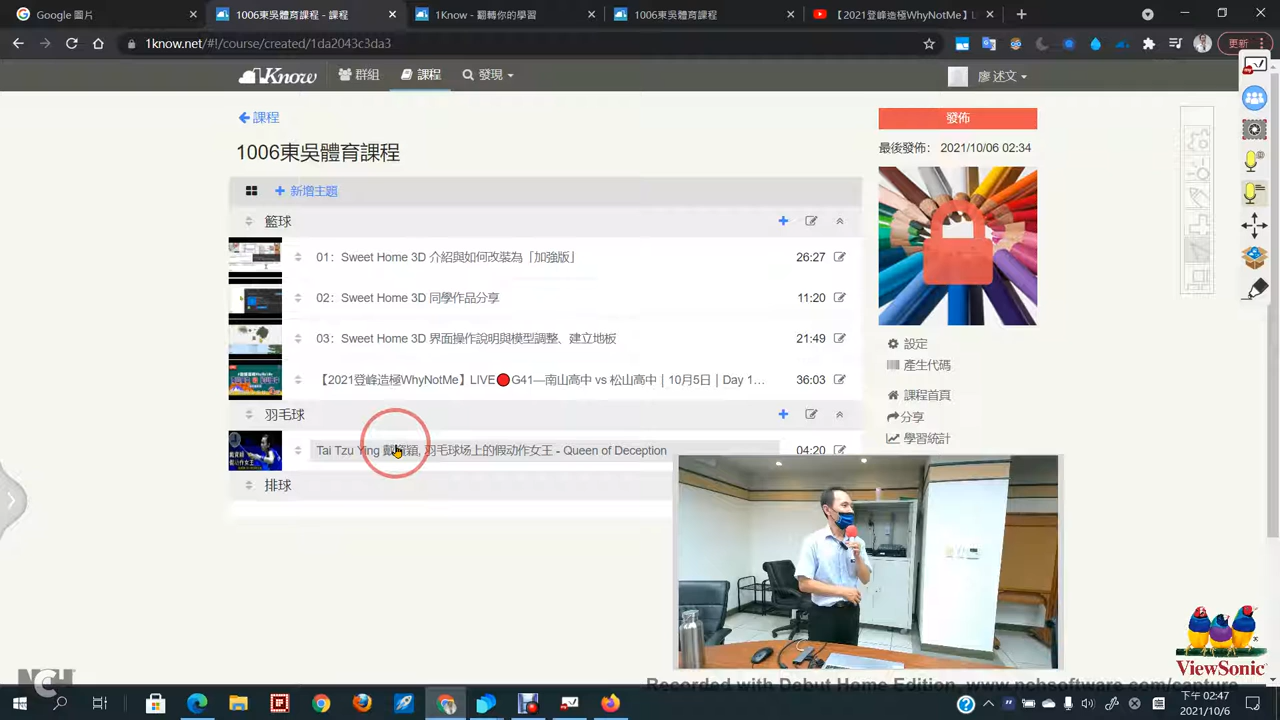 Google 圖片
1006東吳體育課程 - 課程
1Know - 翻轉你的學習
1006東吳體育課程
【2021登峰造極WhyNotMe】L
1know.net/#!/create/course/1da2043c3da3
更新
1Know
群組
課程
發現
廖 述文
課程
1006東吳體育課程
新增主題
籃球
01：Sweet Home 3D 介紹與如何改裝為「加強版」
26:27
02：Sweet Home 3D 同學作品分享
11:20
03：Sweet Home 3D 界面操作說明與模型調整、建立地板
21:49
【2021登峰造極WhyNotMe】LIVE🔴G41—南山高中 vs 松山高中｜10月5日｜Day 1...
36:03
羽毛球
Tai Tzu Ying 戴資穎, 羽毛球场上的假动作女王 - Queen of Deception
04:20
排球
發佈
最後發佈： 2021/10/06 02:34
設定
產生代碼
課程首頁
分享
學習統計
ViewSonic
NCH
Recorded with Debut Home Edition. www.nchsoftware.com/capture
下午 02:47
2021/10/6